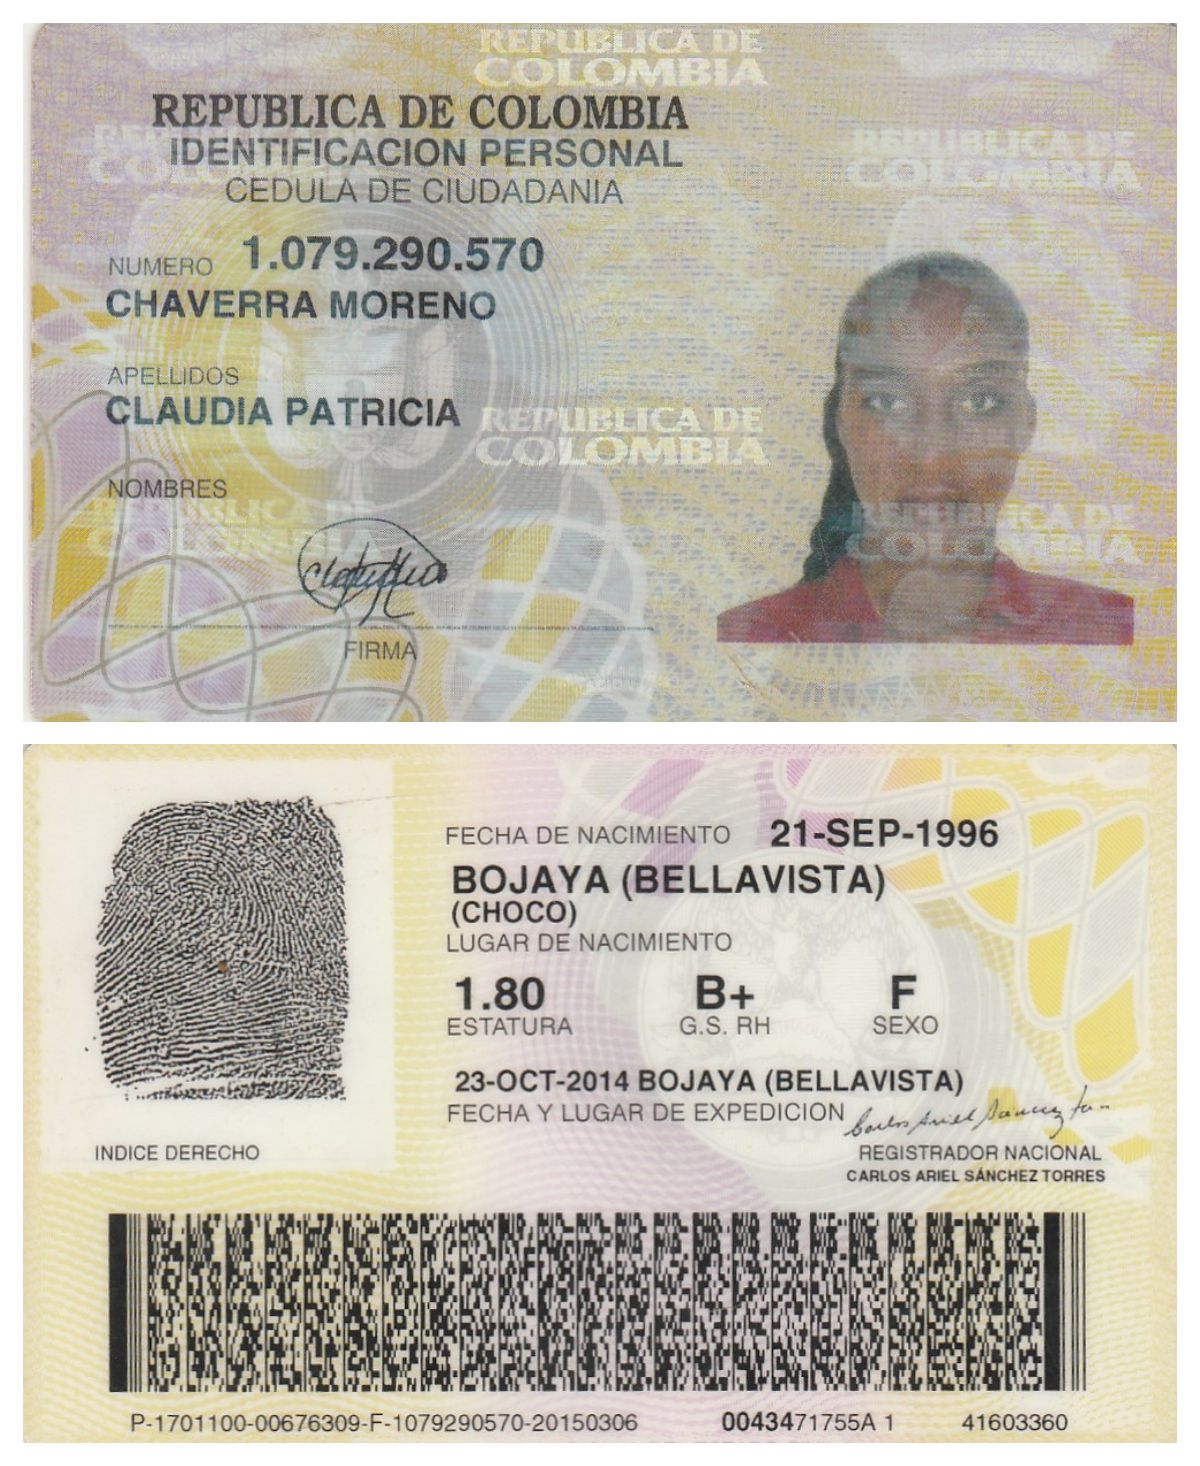 REPUBLICA DE COLOMBIA
REPUBLICA DE COLOMBIA
IDENTIFICACION PERSONAL
CEDULA DE CIUDADANIA
REPUBLICA DE COLOMBIA
NUMERO 1.079.290.570
CHAVERRA MORENO
APELLIDOS
CLAUDIA PATRICIA
REPUBLICA DE COLOMBIA
NOMBRES
REPUBLICA DE COLOMBIA
REPUBLICA DE COLOMBIA
FIRMA
FECHA DE NACIMIENTO 21-SEP-1996
BOJAYA (BELLAVISTA)
(CHOCO)
LUGAR DE NACIMIENTO
1.80 B+ F
ESTATURA G.S. RH SEXO
23-OCT-2014 BOJAYA (BELLAVISTA)
FECHA Y LUGAR DE EXPEDICION
INDICE DERECHO
REGISTRADOR NACIONAL
CARLOS ARIEL SÁNCHEZ TORRES
P-1701100-00676309-F-1079290570-20150306 0043471755A 1 41603360